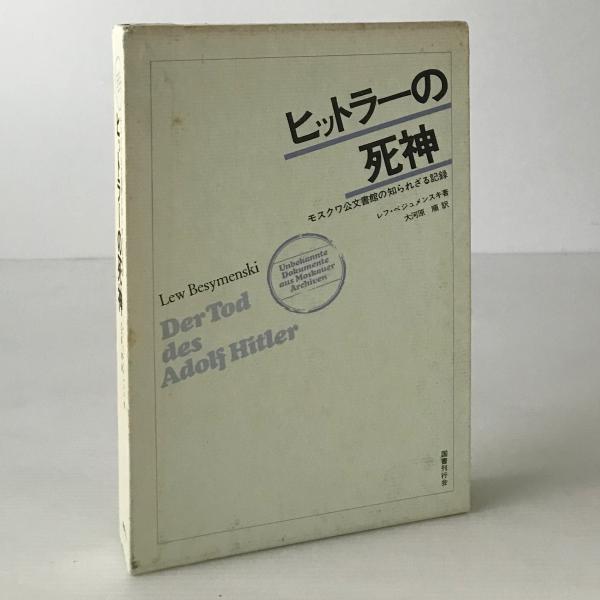 ヒットラーの
死神
モスクワ公文書館の知られざる記録
レフ・ベジュメンスキ著
大河原 順 訳
Lew Besymenski
Unbekannte
Dokumente
aus Moskauer
Archiven
Der Tod
des
Adolf Hitler
国書刊行会